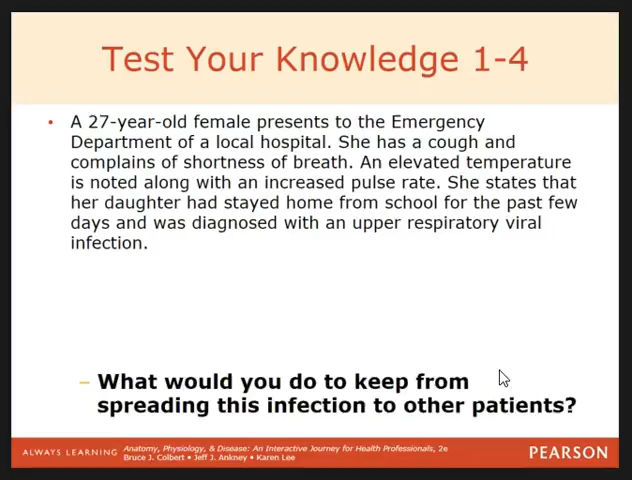 Test Your Knowledge 1-4
• A 27-year-old female presents to the Emergency
Department of a local hospital. She has a cough and
complains of shortness of breath. An elevated temperature
is noted along with an increased pulse rate. She states that
her daughter had stayed home from school for the past few
days and was diagnosed with an upper respiratory viral
infection.
– What would you do to keep from
spreading this infection to other patients?
ALWAYS LEARNING
Anatomy, Physiology, & Disease: An Interactive Journey for Health Professionals, 2e
Bruce J. Colbert • Jeff J. Ankney • Karen Lee
PEARSON